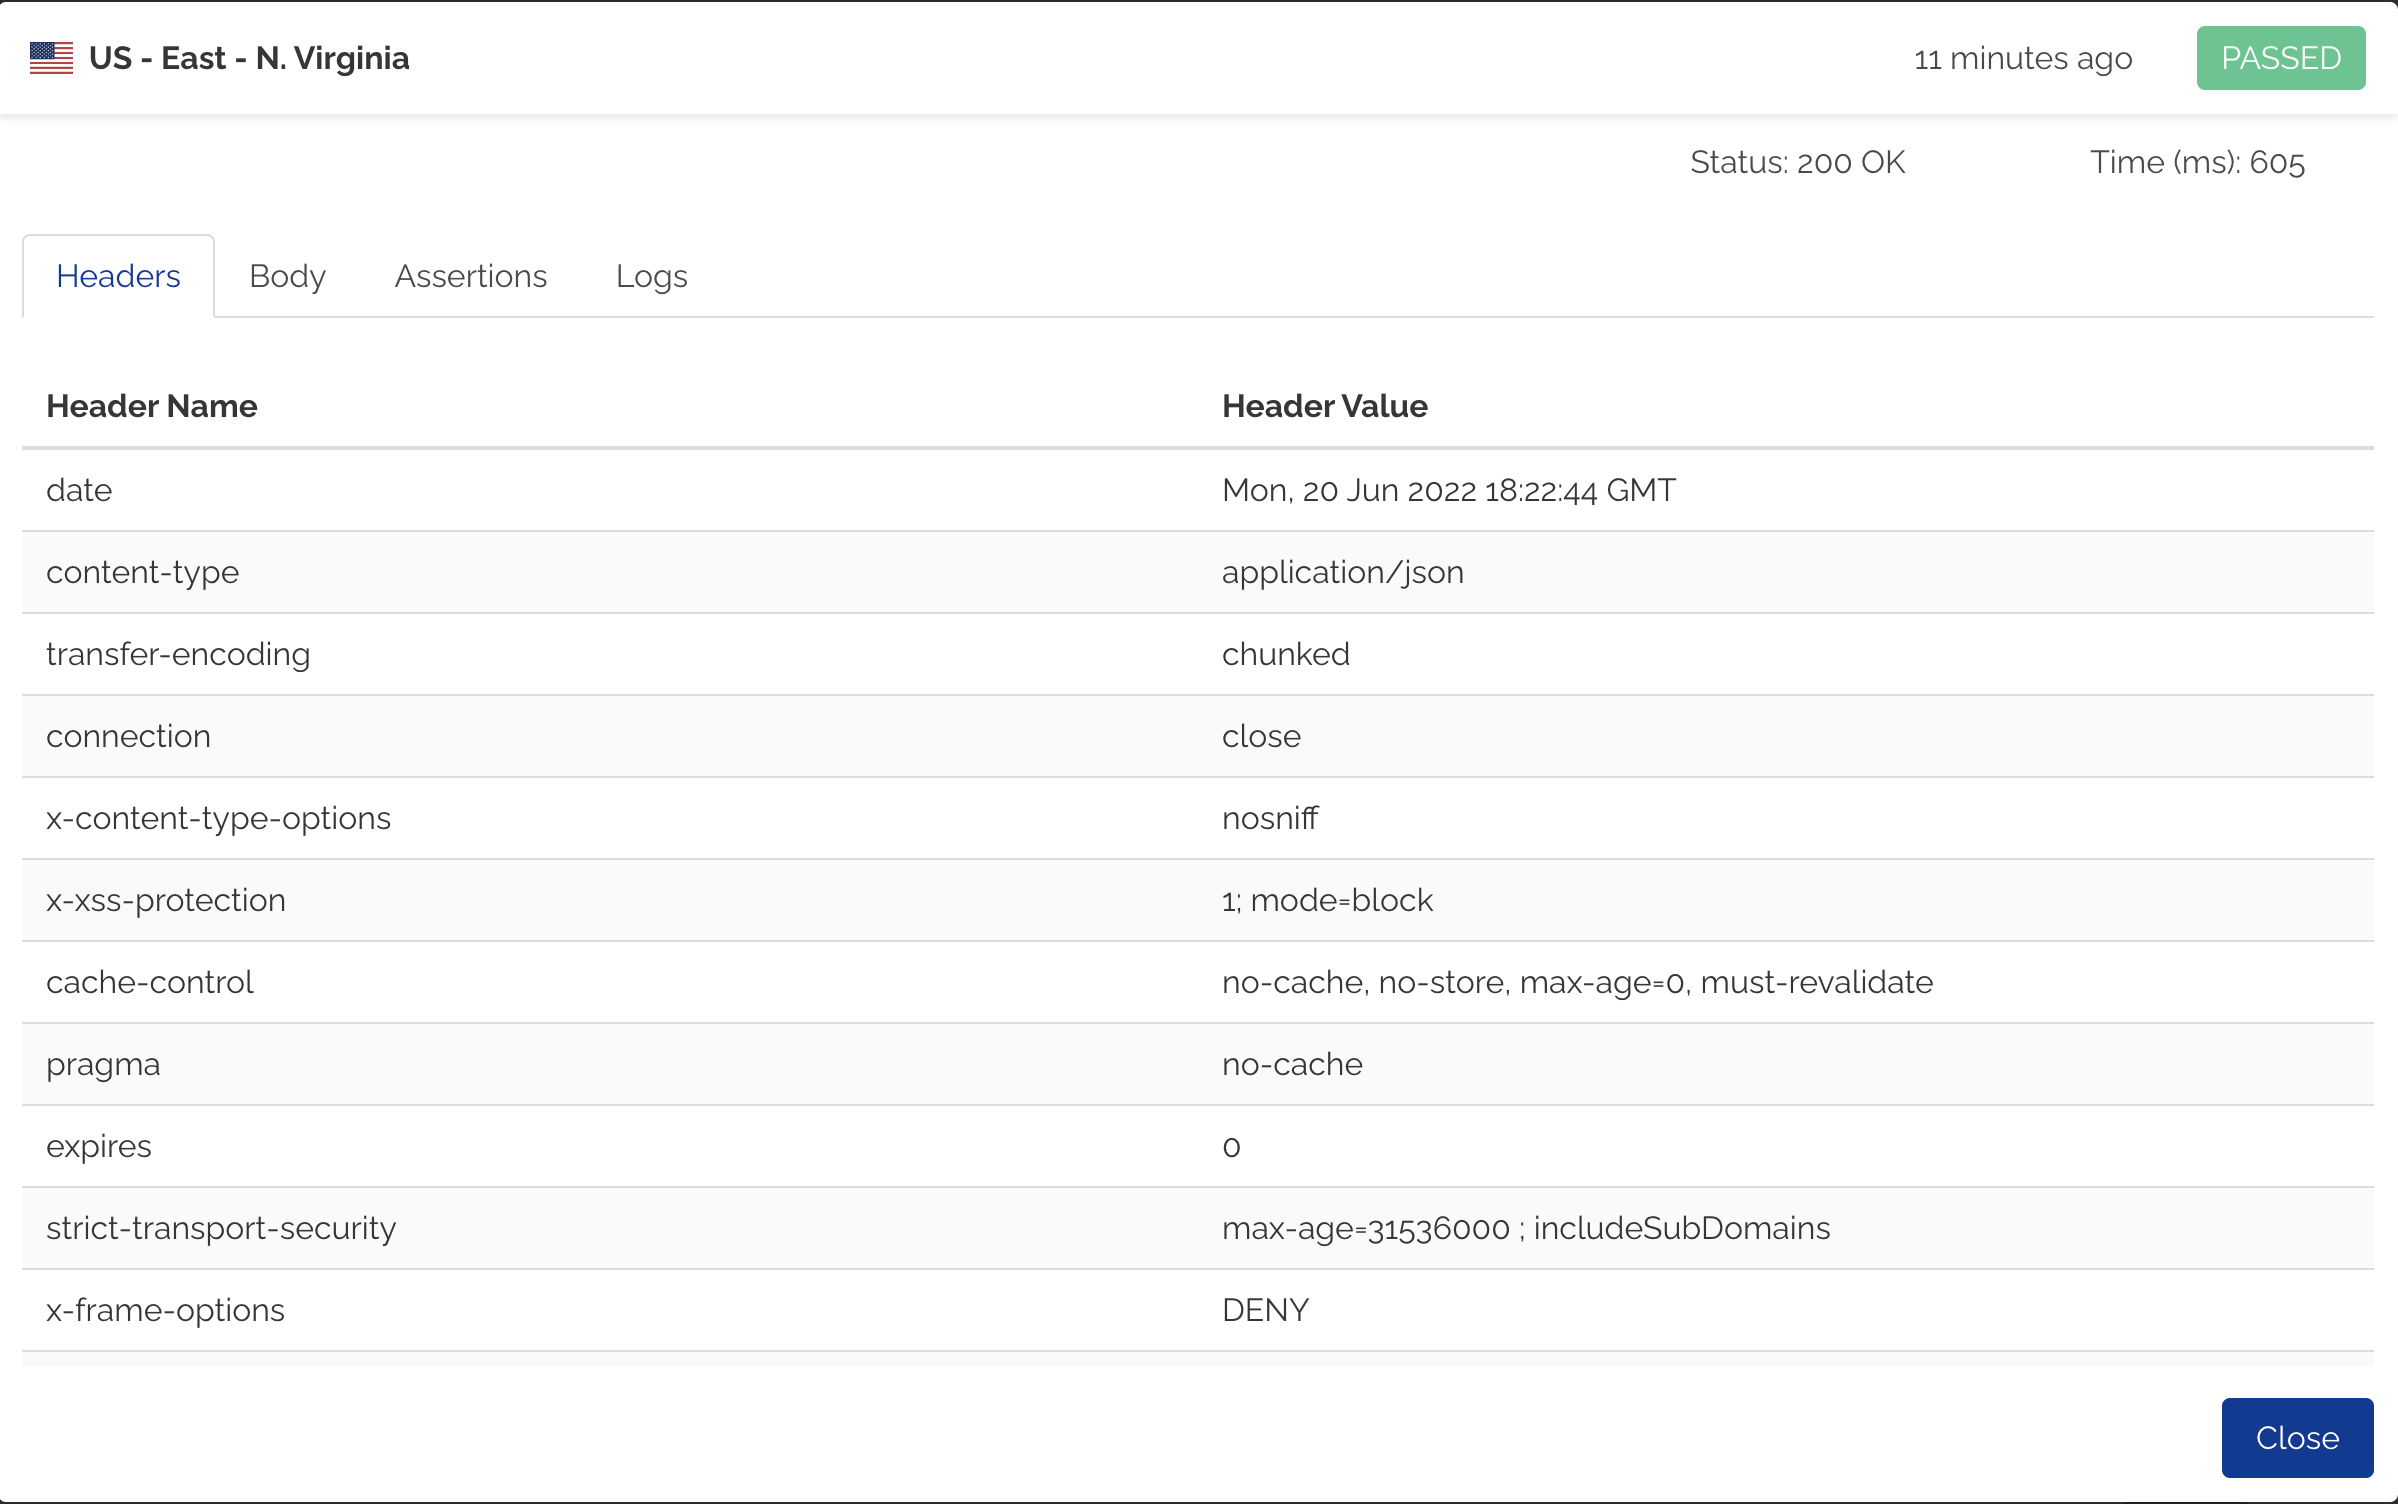 US - East - N. Virginia 11 minutes ago PASSED
Status: 200 OK Time (ms): 605
Headers Body Assertions Logs
Header Name Header Value
date Mon, 20 Jun 2022 18:22:44 GMT
content-type application/json
transfer-encoding chunked
connection close
x-content-type-options nosniff
x-xss-protection 1; mode=block
cache-control no-cache, no-store, max-age=0, must-revalidate
pragma no-cache
expires 0
strict-transport-security max-age=31536000 ; includeSubDomains
x-frame-options DENY
Close